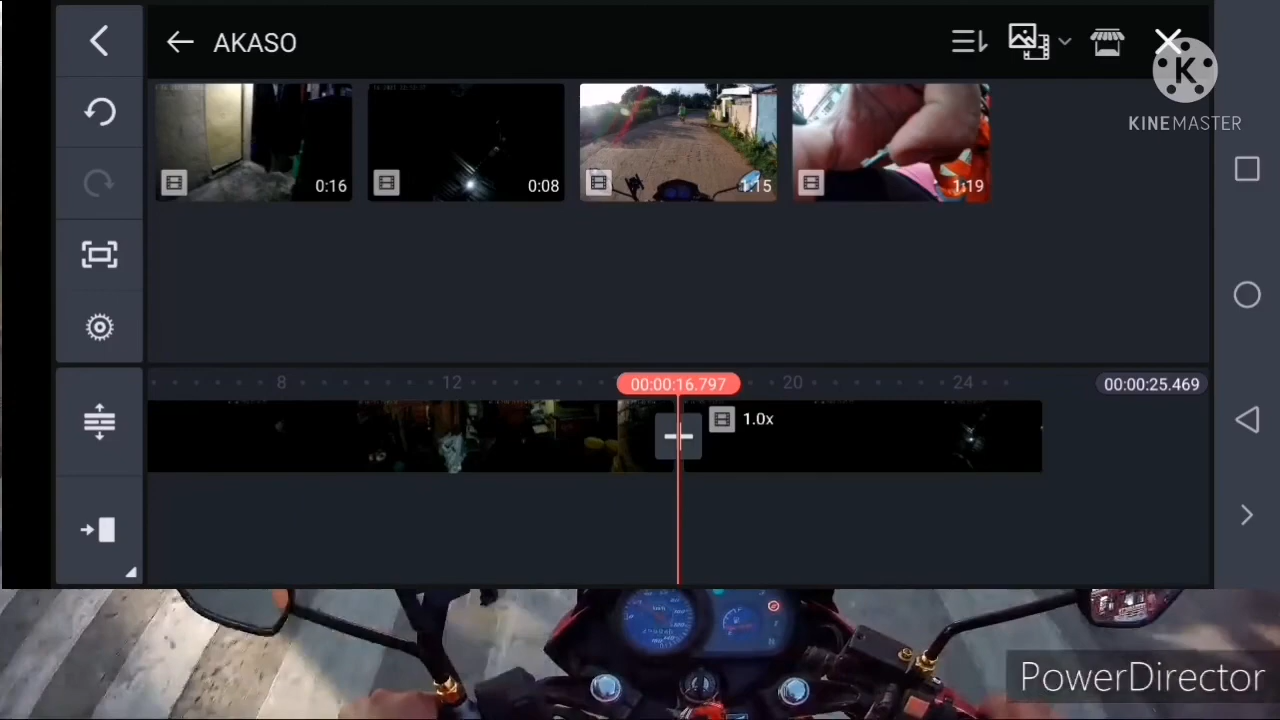 AKASO
KINEMASTER
0:16
0:08
1:15
1:19
8
12
00:00:16.797
20
24
00:00:25.469
1.0x
PowerDirector